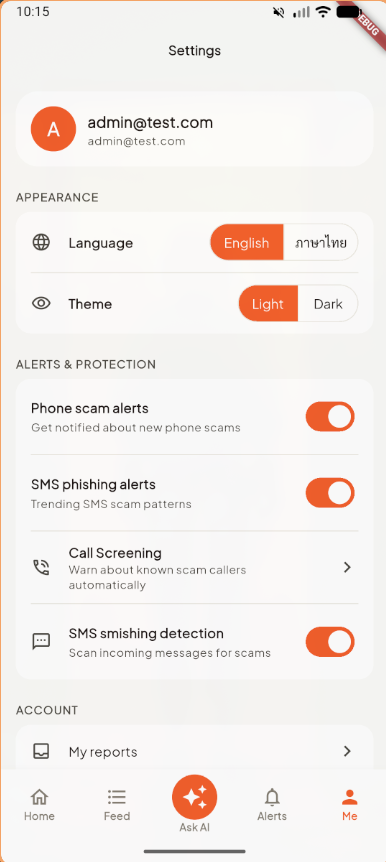 10:15
DEBUG
Settings
A
admin@test.com
admin@test.com
APPEARANCE
Language
English
ภาษาไทย
Theme
Light
Dark
ALERTS & PROTECTION
Phone scam alerts
Get notified about new phone scams
SMS phishing alerts
Trending SMS scam patterns
Call Screening
Warn about known scam callers
automatically
SMS smishing detection
Scan incoming messages for scams
ACCOUNT
My reports
Home
Feed
Ask AI
Alerts
Me